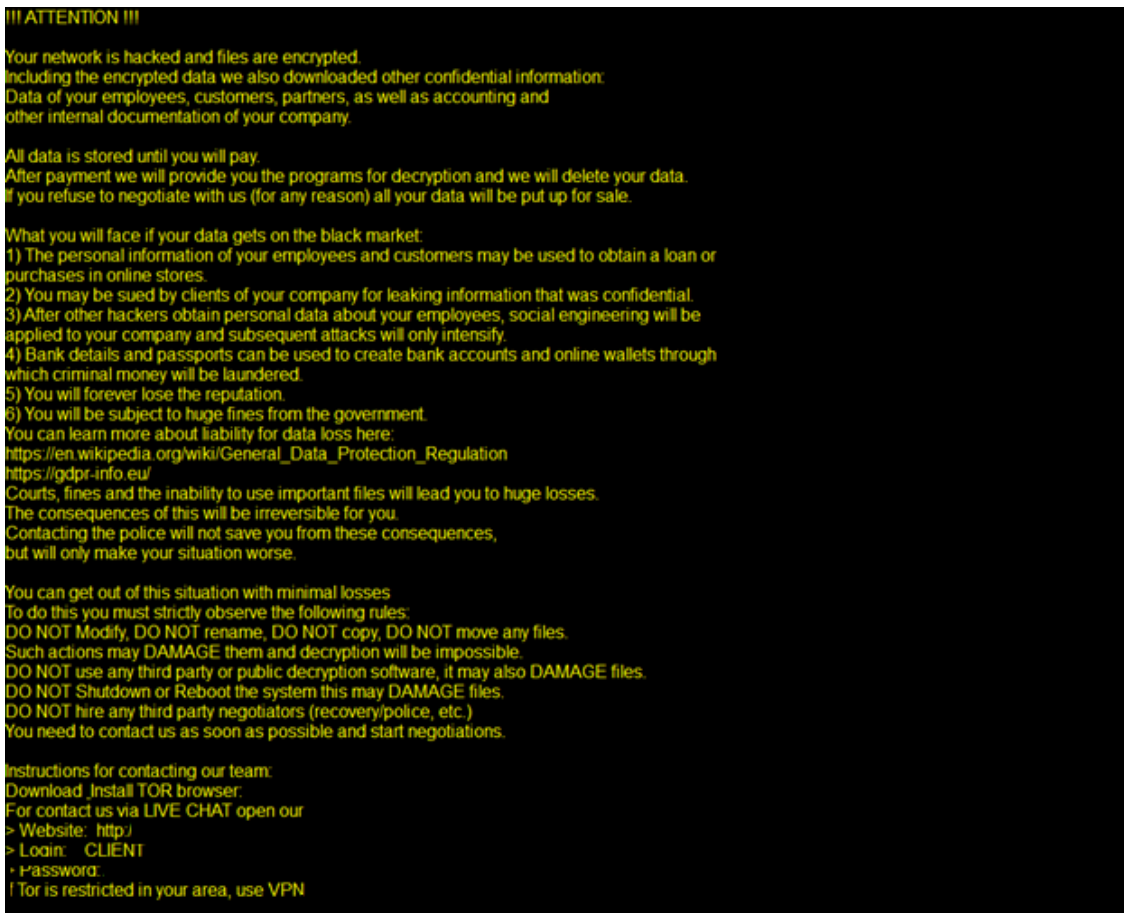 !!! ATTENTION !!!
Your network is hacked and files are encrypted.
Including the encrypted data we also downloaded other confidential information:
Data of your employees, customers, partners, as well as accounting and
other internal documentation of your company.
All data is stored until you will pay.
After payment we will provide you the programs for decryption and we will delete your data.
If you refuse to negotiate with us (for any reason) all your data will be put up for sale.
What you will face if your data gets on the black market:
1) The personal information of your employees and customers may be used to obtain a loan or
purchases in online stores.
2) You may be sued by clients of your company for leaking information that was confidential.
3) After other hackers obtain personal data about your employees, social engineering will be
applied to your company and subsequent attacks will only intensify.
4) Bank details and passports can be used to create bank accounts and online wallets through
which criminal money will be laundered.
5) You will forever lose the reputation.
6) You will be subject to huge fines from the government.
You can learn more about liability for data loss here:
https://en.wikipedia.org/wiki/General_Data_Protection_Regulation
https://gdpr-info.eu/
Courts, fines and the inability to use important files will lead you to huge losses.
The consequences of this will be irreversible for you.
Contacting the police will not save you from these consequences,
but will only make your situation worse.
You can get out of this situation with minimal losses
To do this you must strictly observe the following rules:
DO NOT Modify, DO NOT rename, DO NOT copy, DO NOT move any files.
Such actions may DAMAGE them and decryption will be impossible.
DO NOT use any third party or public decryption software, it may also DAMAGE files.
DO NOT Shutdown or Reboot the system this may DAMAGE files.
DO NOT hire any third party negotiators (recovery/police, etc.)
You need to contact us as soon as possible and start negotiations.
Instructions for contacting our team:
Download Install TOR browser:
For contact us via LIVE CHAT open our
> Website: http:/
> Login: CLIENT
> Password:
f Tor is restricted in your area, use VPN